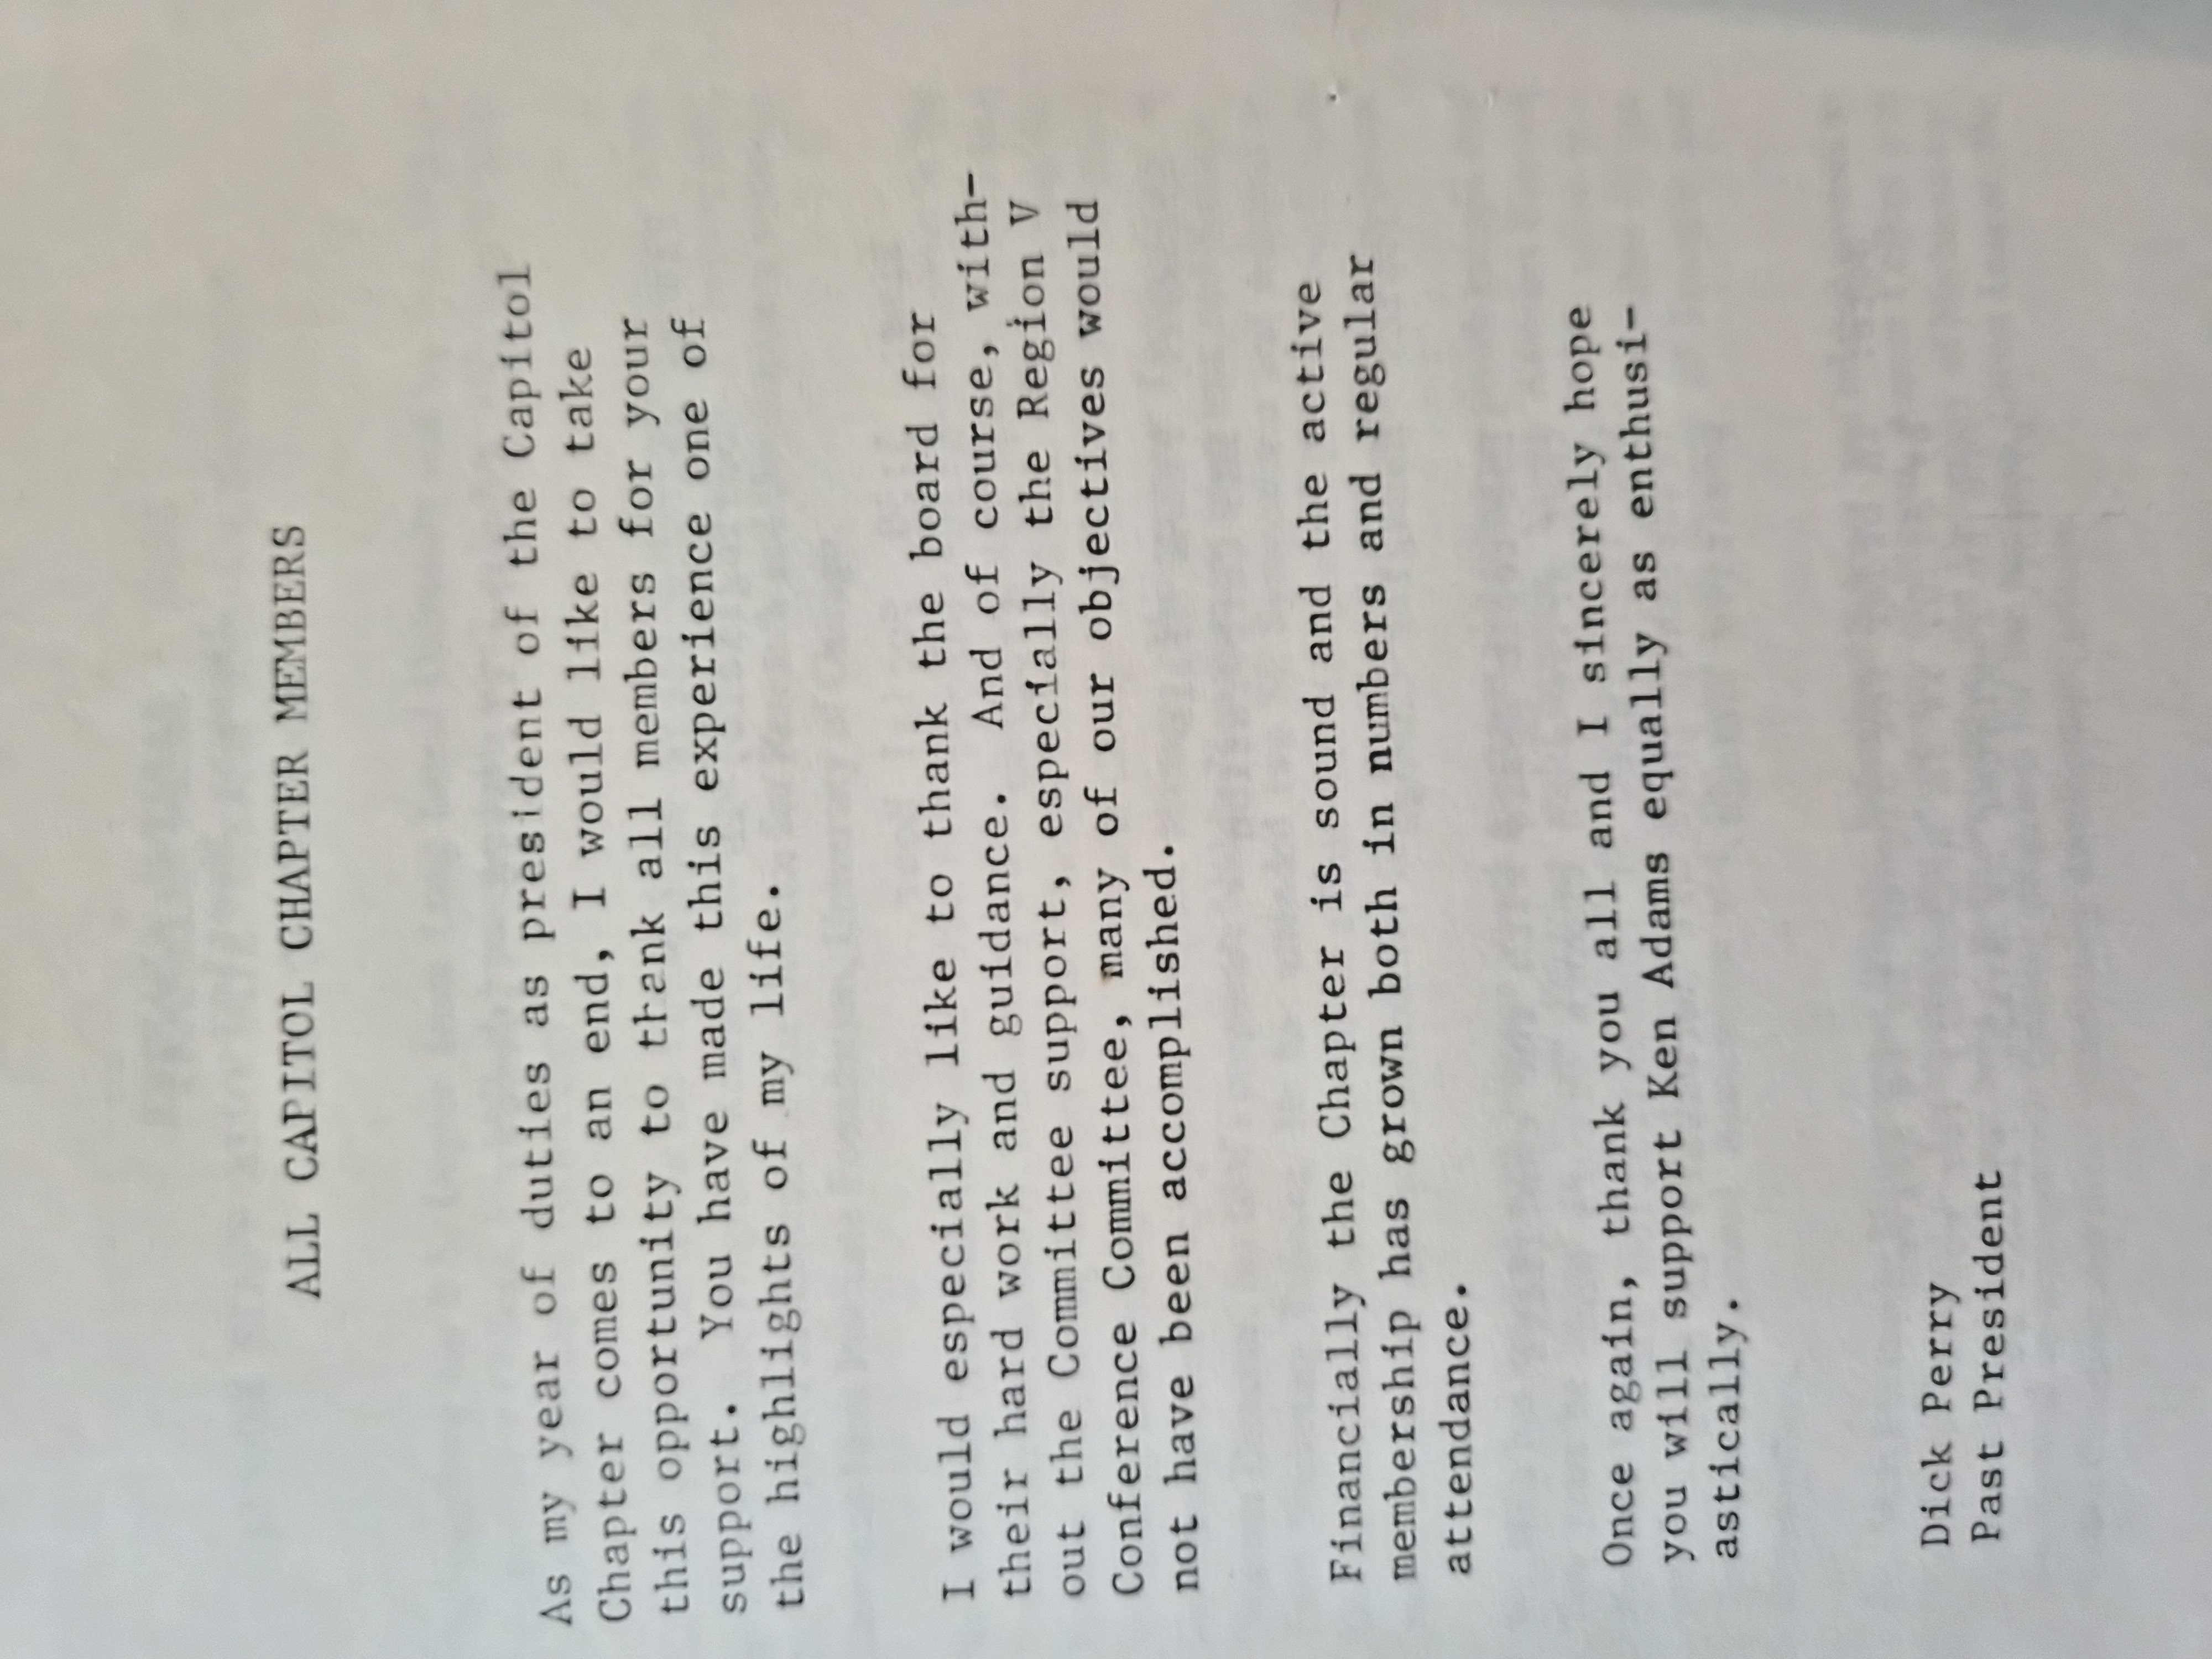 ALL CAPITOL CHAPTER MEMBERS
As my year of duties as president of the Capitol
Chapter comes to an end, I would like to take
this opportunity to thank all members for your
support.  You have made this experience one of
the highlights of my life.
I would especially like to thank the board for
their hard work and guidance.  And of course, with-
out the Committee support, especially the Region V
Conference Committee, many of our objectives would
not have been accomplished.
Financially the Chapter is sound and the active
membership has grown both in numbers and regular
attendance.
Once again, thank you all and I sincerely hope
you will support Ken Adams equally as enthusi-
astically.
Dick Perry
Past President